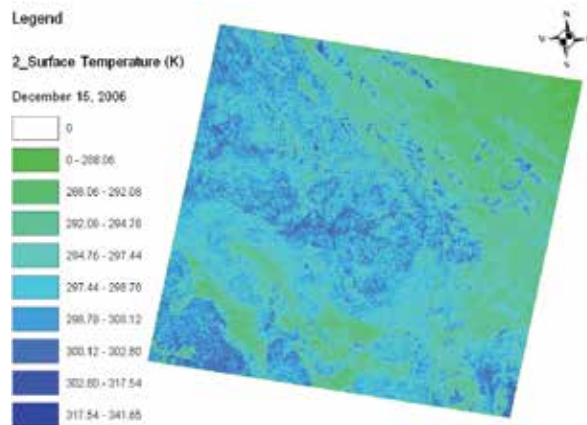 Legend
2_Surface Temperature (K)
December 15, 2006
0
0 - 288.06
288.06 - 292.08
292.08 - 294.76
294.76 - 297.44
297.44 - 298.78
298.78 - 300.12
300.12 - 302.80
302.80 - 317.54
317.54 - 341.65
N
S